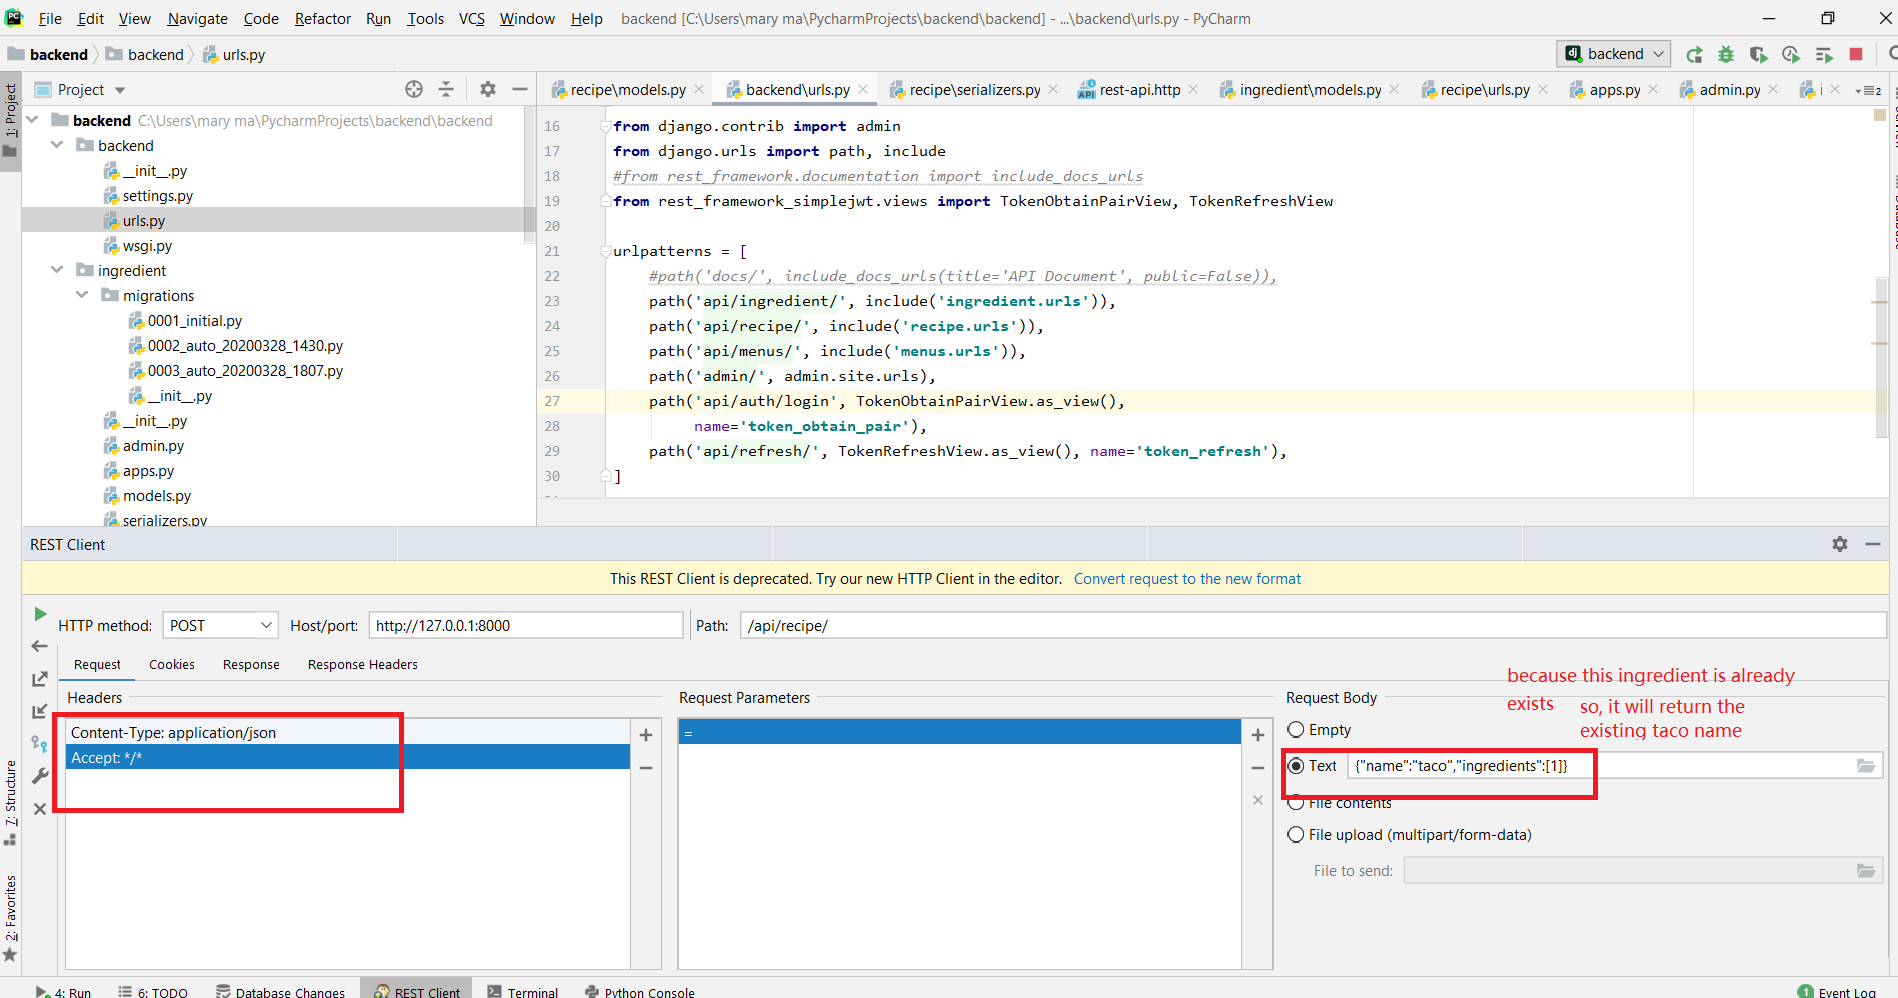 File Edit View Navigate Code Refactor Run Tools VCS Window Help backend [C:\Users\mary ma\PycharmProjects\backend\backend] - ...\backend\urls.py - PyCharm
backend backend urls.py
backend
Project
recipe\models.py backend\urls.py recipe\serializers.py rest-api.http ingredient\models.py recipe\urls.py apps.py admin.py i
1: Project
backend C:\Users\mary ma\PycharmProjects\backend\backend
backend
__init__.py
settings.py
urls.py
wsgi.py
ingredient
migrations
0001_initial.py
0002_auto_20200328_1430.py
0003_auto_20200328_1807.py
__init__.py
__init__.py
admin.py
apps.py
models.py
serializers.py
16 from django.contrib import admin
17 from django.urls import path, include
18 #from rest_framework.documentation import include_docs_urls
19 from rest_framework_simplejwt.views import TokenObtainPairView, TokenRefreshView
20
21 urlpatterns = [
22 #path('docs/', include_docs_urls(title='API Document', public=False)),
23 path('api/ingredient/', include('ingredient.urls')),
24 path('api/recipe/', include('recipe.urls')),
25 path('api/menus/', include('menus.urls')),
26 path('admin/', admin.site.urls),
27 path('api/auth/login', TokenObtainPairView.as_view(),
28 name='token_obtain_pair'),
29 path('api/refresh/', TokenRefreshView.as_view(), name='token_refresh'),
30 ]
REST Client
This REST Client is deprecated. Try our new HTTP Client in the editor. Convert request to the new format
HTTP method: POST Host/port: http://127.0.0.1:8000 Path: /api/recipe/
Request Cookies Response Response Headers
Headers
Content-Type: application/json
Accept: */*
Request Parameters
=
Request Body
because this ingredient is already
exists
so, it will return the
existing taco name
Empty
Text {"name":"taco","ingredients":[1]}
File contents
File upload (multipart/form-data)
File to send:
7: Structure
2: Favorites
4: Run 6: TODO Database Changes REST Client Terminal Python Console 1 Event Log